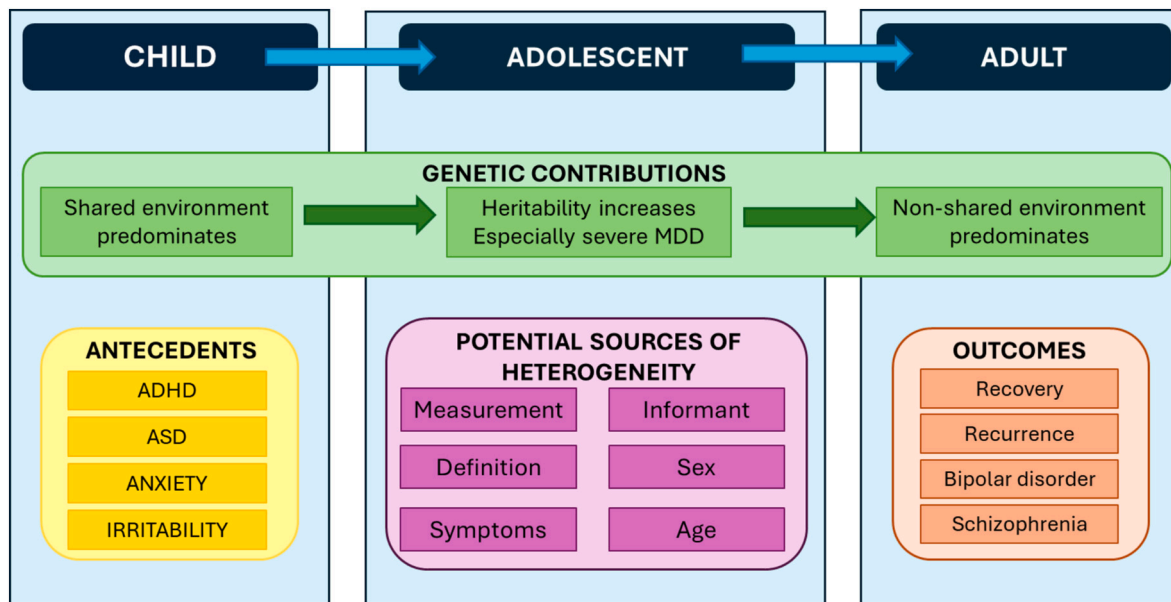 CHILD
ADOLESCENT
ADULT
GENETIC CONTRIBUTIONS
Shared environment
predominates
Heritability increases
Especially severe MDD
Non-shared environment
predominates
ANTECEDENTS
ADHD
ASD
ANXIETY
IRRITABILITY
POTENTIAL SOURCES OF
HETEROGENEITY
Measurement
Informant
Definition
Sex
Symptoms
Age
OUTCOMES
Recovery
Recurrence
Bipolar disorder
Schizophrenia